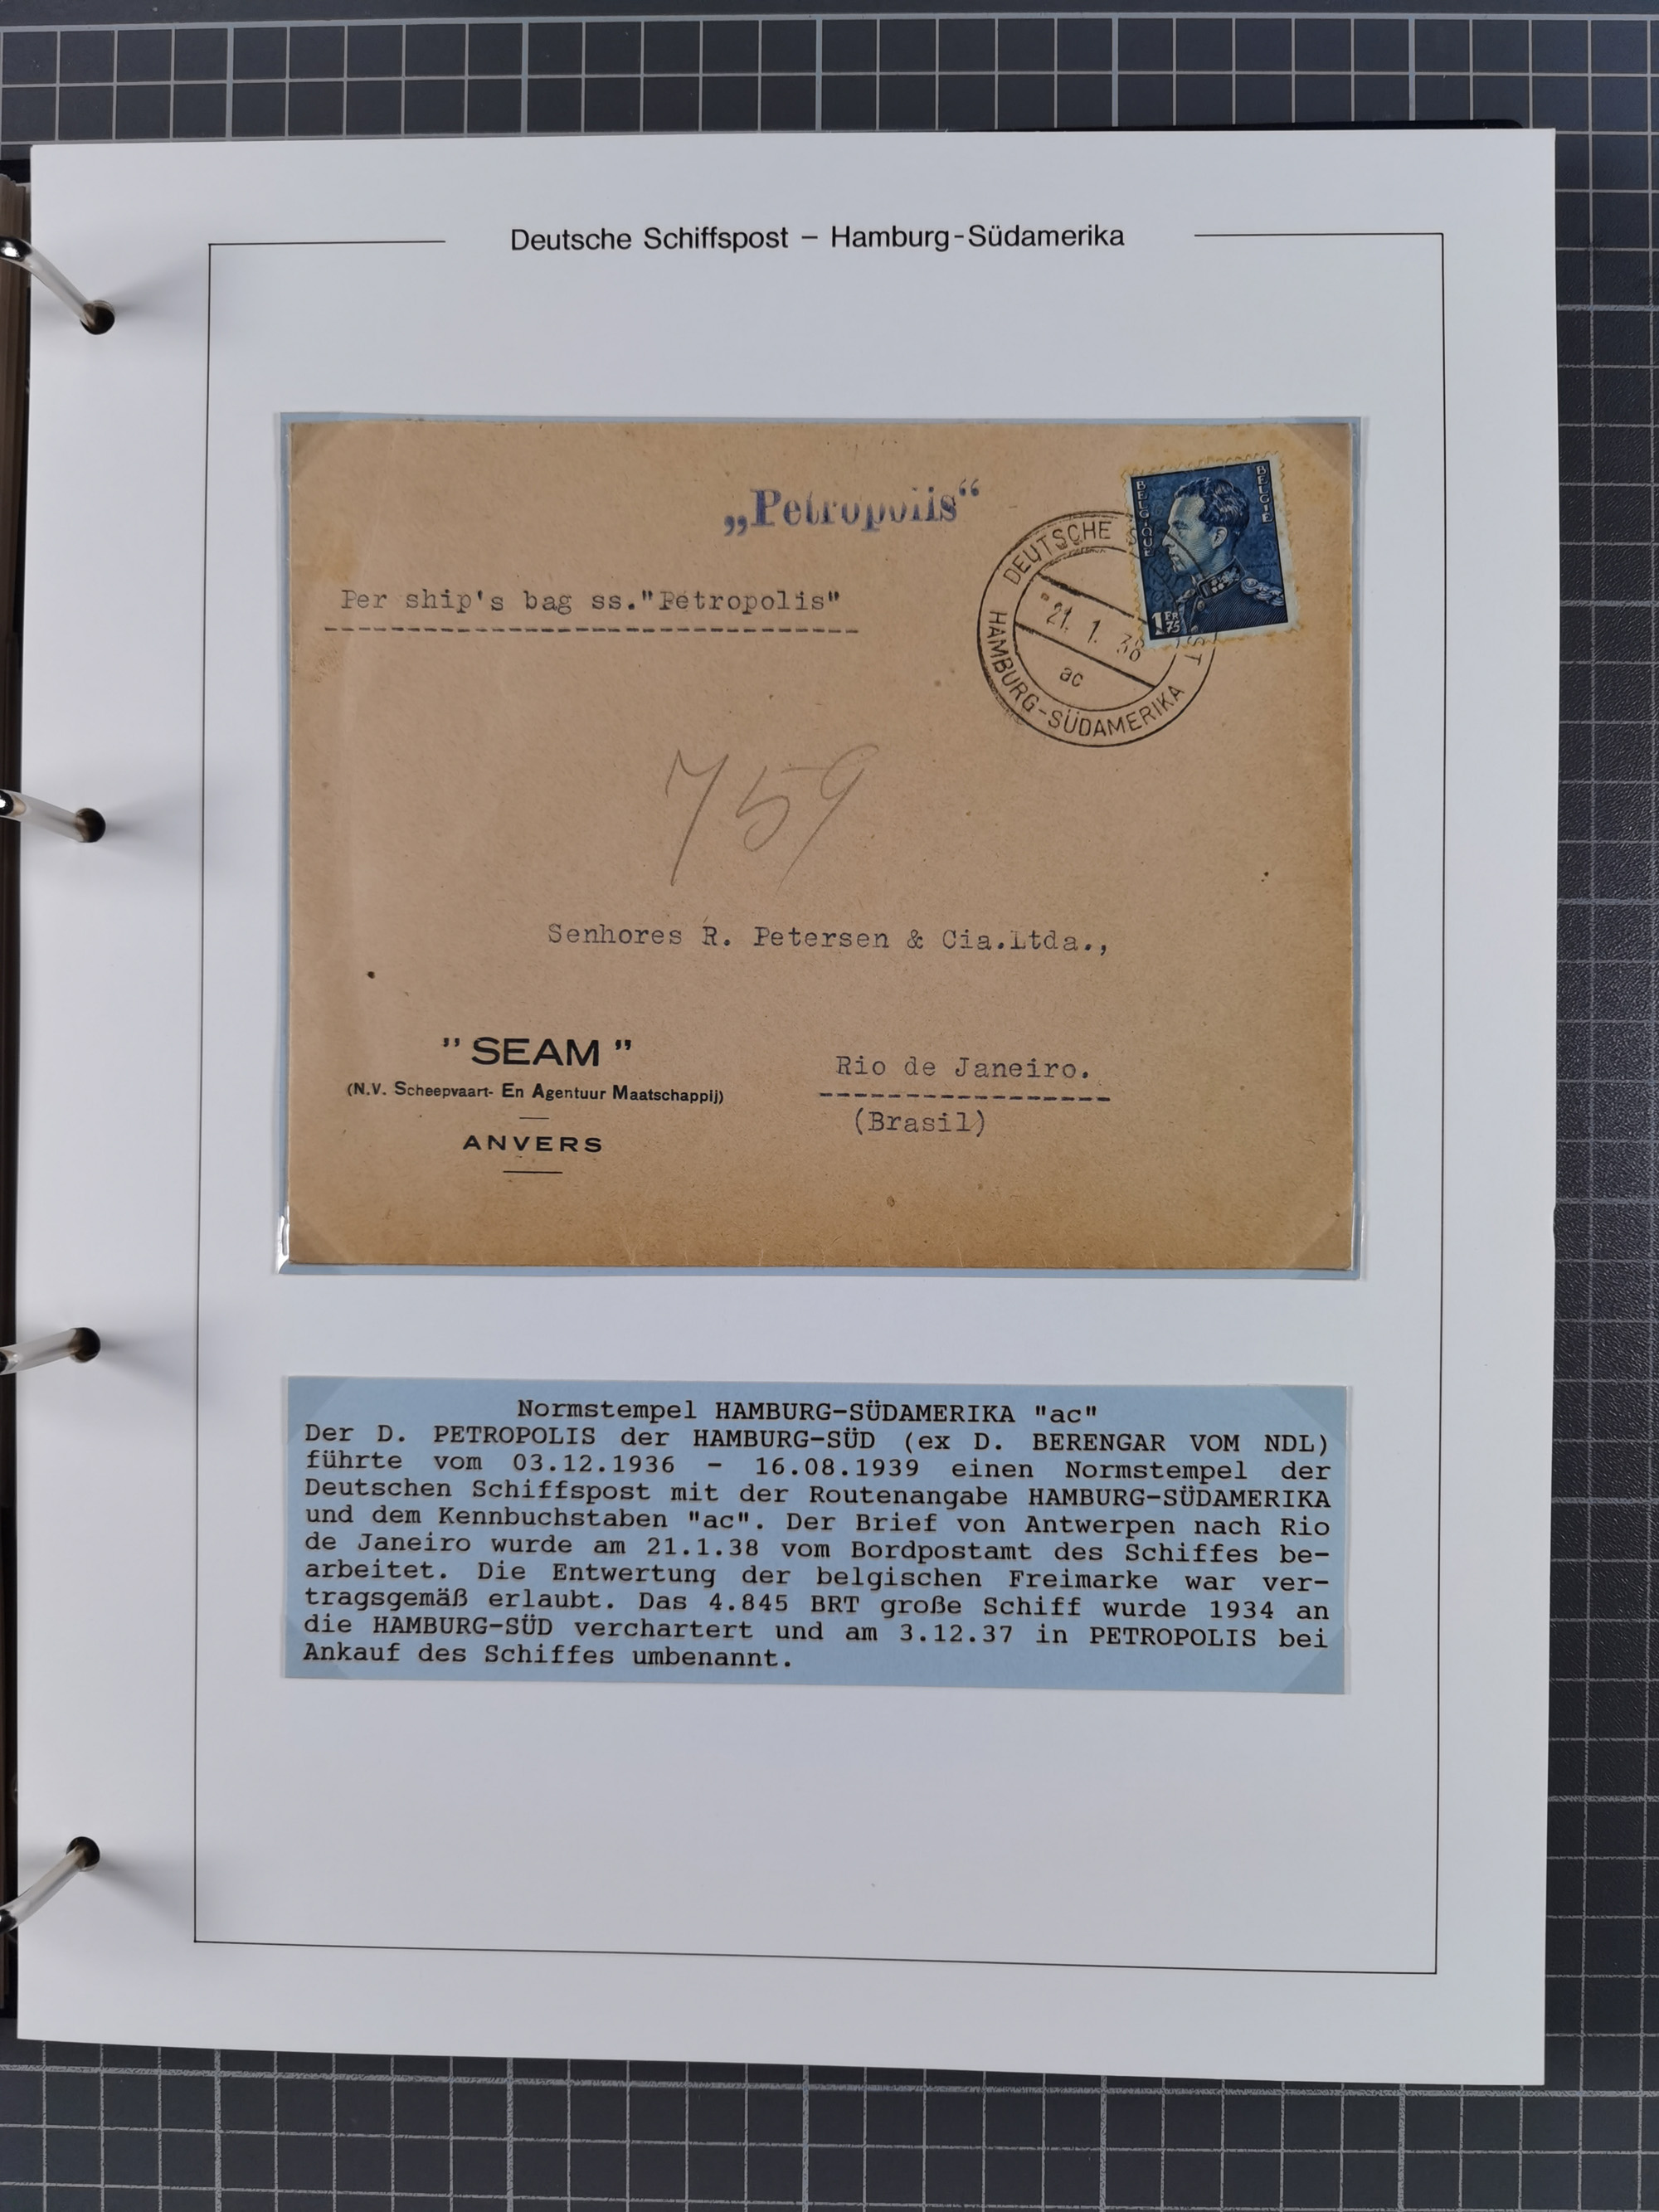 Deutsche Schiffspost – Hamburg-Südamerika
„Petropolis“
Per ship's bag ss."Petropolis"
BELGIQUE
BELGIE
1 FR 75
DEUTSCHE
21. 1. 38
ac
HAMBURG-SÜDAMERIKA
759
Senhores R. Petersen & Cia.Ltda.,
" SEAM "
(N.V. Scheepvaart- En Agentuur Maatschappij)
ANVERS
Rio de Janeiro.
(Brasil)
Normstempel HAMBURG-SÜDAMERIKA "ac"
Der D. PETROPOLIS der HAMBURG-SÜD (ex D. BERENGAR VOM NDL)
führte vom 03.12.1936 - 16.08.1939 einen Normstempel der
Deutschen Schiffspost mit der Routenangabe HAMBURG-SÜDAMERIKA
und dem Kennbuchstaben "ac". Der Brief von Antwerpen nach Rio
de Janeiro wurde am 21.1.38 vom Bordpostamt des Schiffes be-
arbeitet. Die Entwertung der belgischen Freimarke war ver-
tragsgemäß erlaubt. Das 4.845 BRT große Schiff wurde 1934 an
die HAMBURG-SÜD verchartert und am 3.12.37 in PETROPOLIS bei
Ankauf des Schiffes umbenannt.